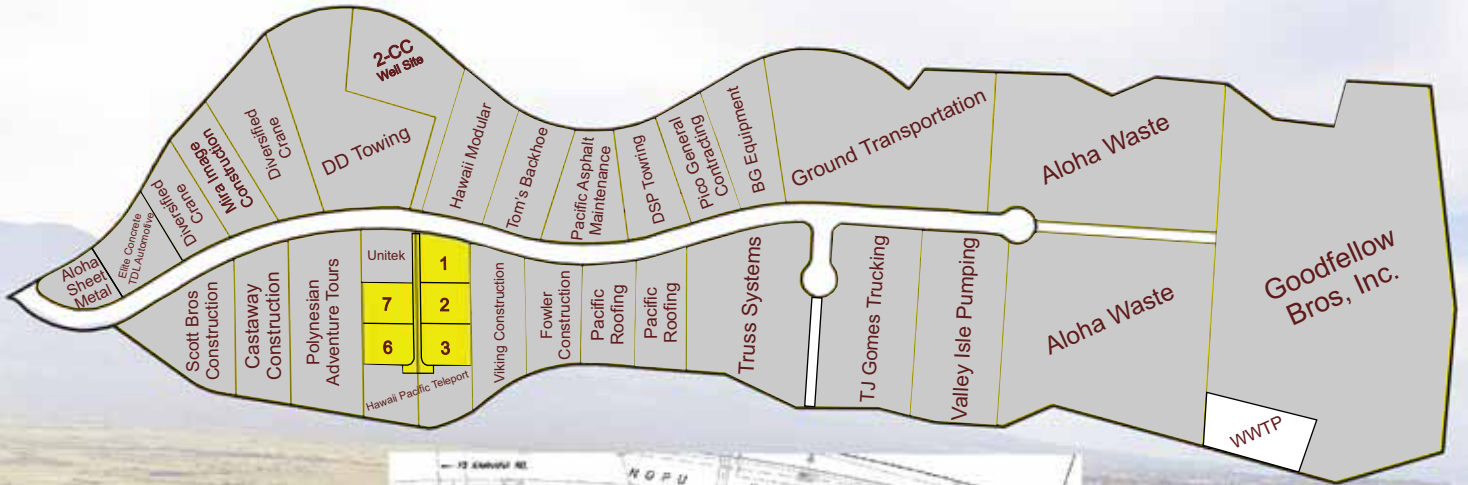 2-CC
Well Site
Aloha
Sheet
Metal
Elite Concrete
TDL Automotive
Diversified
Crane
Mira Image
Construction
Diversified
Crane
DD Towing
Hawaii Modular
Tom's Backhoe
Pacific Asphalt
Maintenance
DSP Towring
Pico General
Contracting
BG Equipment
Ground Transportation
Aloha Waste
Goodfellow
Bros, Inc.
Scott Bros
Construction
Castaway
Construction
Polynesian
Adventure Tours
Unitek
1
7
2
6
3
Hawaii Pacific Teleport
Viking Construction
Fowler
Construction
Pacific
Roofing
Pacific
Roofing
Truss Systems
TJ Gomes Trucking
Valley Isle Pumping
Aloha Waste
WWTP
NOPU